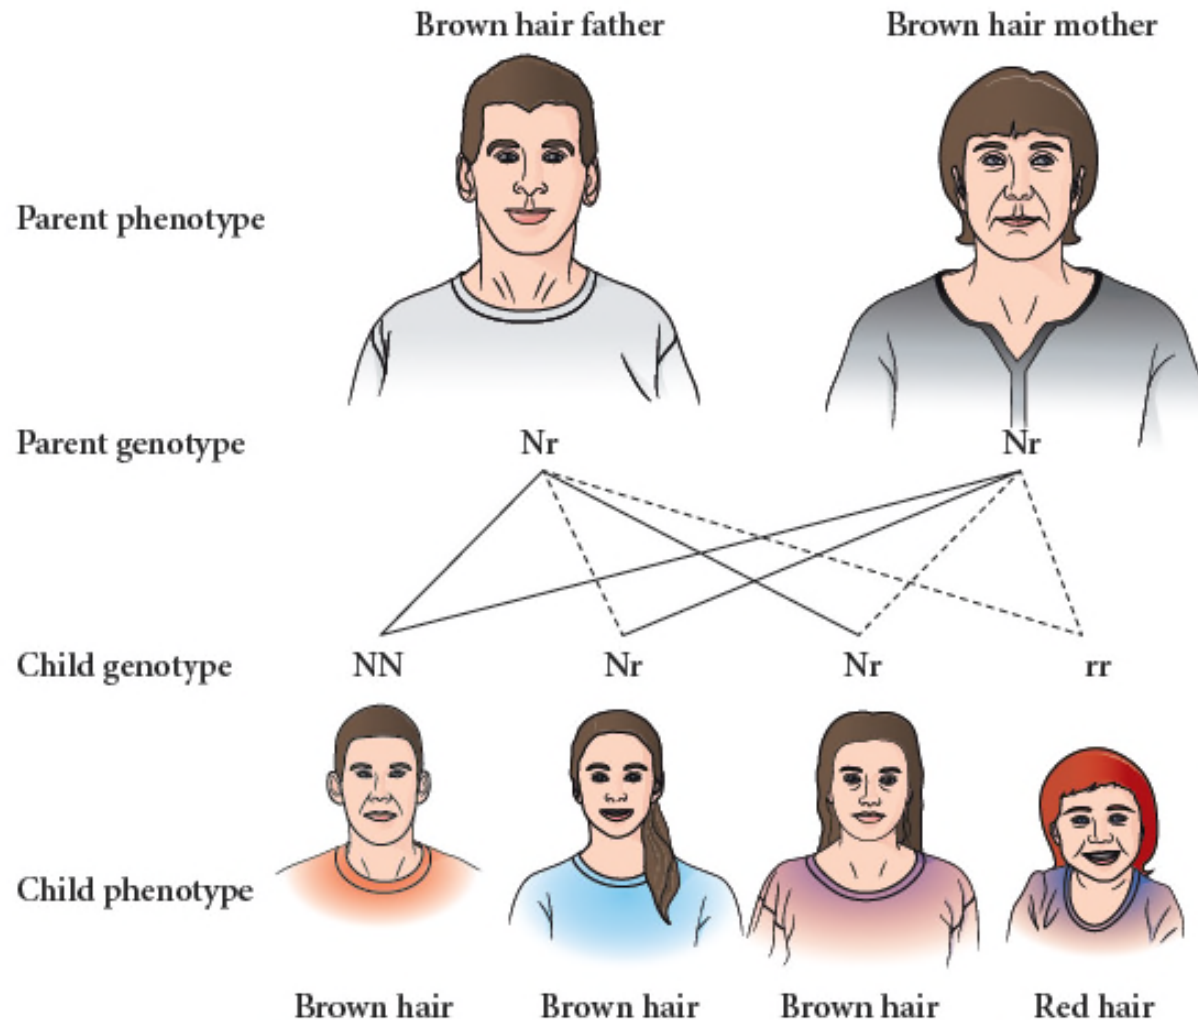 Brown hair father
Brown hair mother
Parent phenotype
Parent genotype
Nr
Nr
Child genotype
NN
Nr
Nr
rr
Child phenotype
Brown hair
Brown hair
Brown hair
Red hair